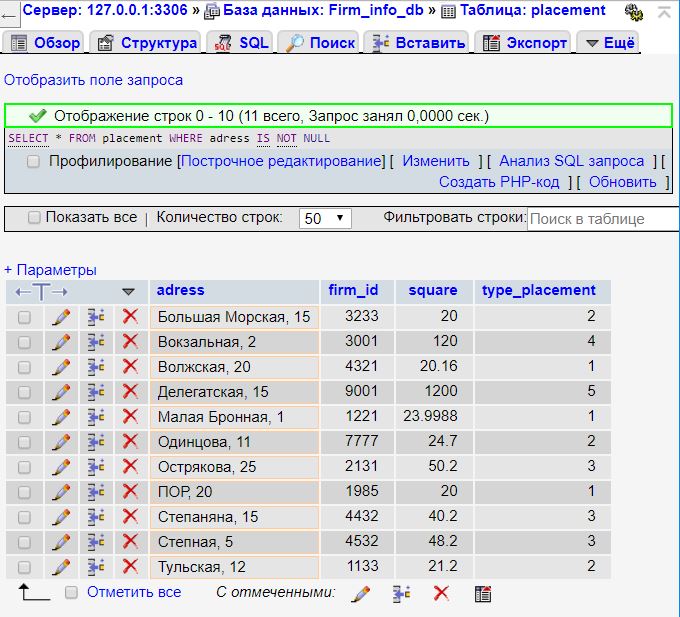 Сервер: 127.0.0.1:3306 » База данных: Firm_info_db » Таблица: placement
Обзор Структура SQL Поиск Вставить Экспорт Ещё
Отобразить поле запроса
Отображение строк 0 - 10 (11 всего, Запрос занял 0,0000 сек.)
SELECT * FROM placement WHERE adress IS NOT NULL
Профилирование [Построчное редактирование] [ Изменить ] [ Анализ SQL запроса ] [
Создать PHP-код ] [ Обновить ]
Показать все | Количество строк: 50 Фильтровать строки: Поиск в таблице
+ Параметры
←T→ adress firm_id square type_placement
Большая Морская, 15 3233 20 2
Вокзальная, 2 3001 120 4
Волжская, 20 4321 20.16 1
Делегатская, 15 9001 1200 5
Малая Бронная, 1 1221 23.9988 1
Одинцова, 11 7777 24.7 2
Острякова, 25 2131 50.2 3
ПОР, 20 1985 20 1
Степаняна, 15 4432 40.2 3
Степная, 5 4532 48.2 3
Тульская, 12 1133 21.2 2
Отметить все С отмеченными: